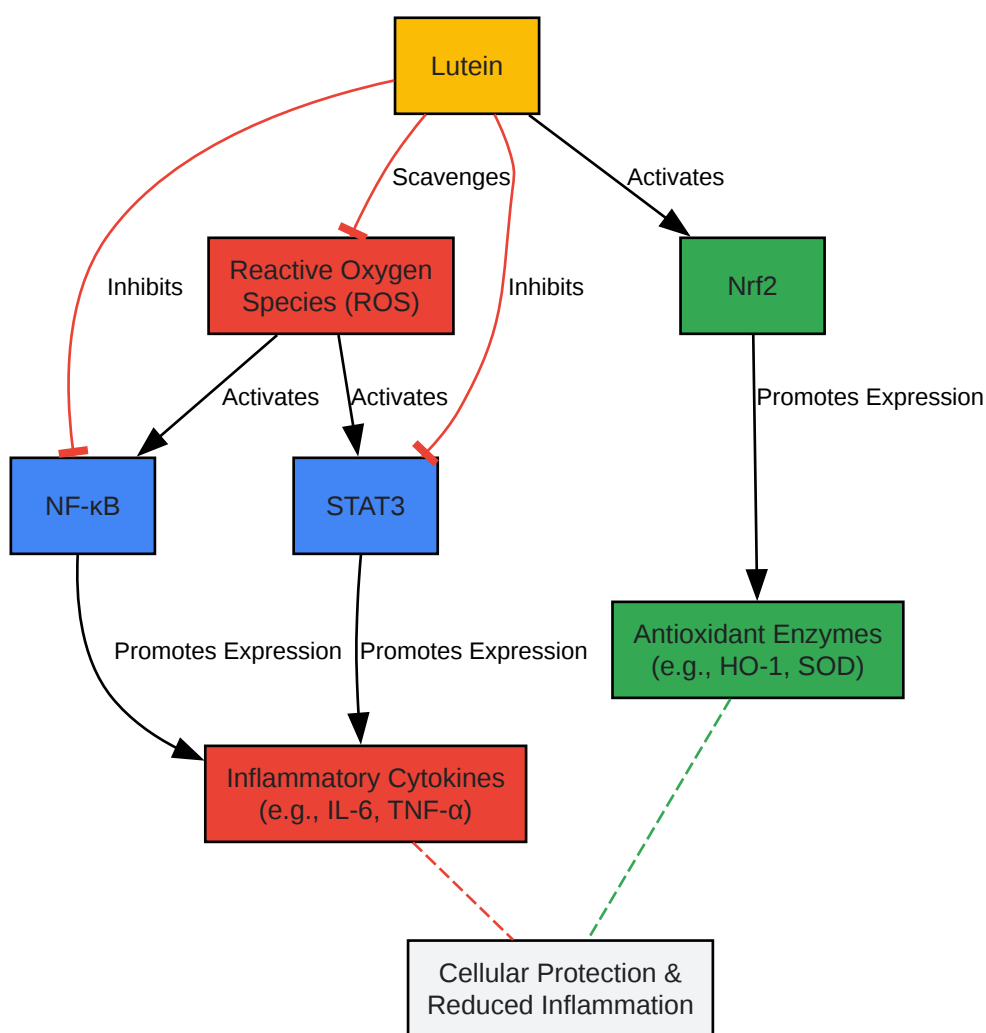 Lutein
Scavenges
Activates
Reactive Oxygen
Species (ROS)
Nrf2
Inhibits
Inhibits
Activates
Activates
Promotes Expression
NF-κB
STAT3
Antioxidant Enzymes
(e.g., HO-1, SOD)
Promotes Expression
Promotes Expression
Inflammatory Cytokines
(e.g., IL-6, TNF-α)
Cellular Protection &
Reduced Inflammation